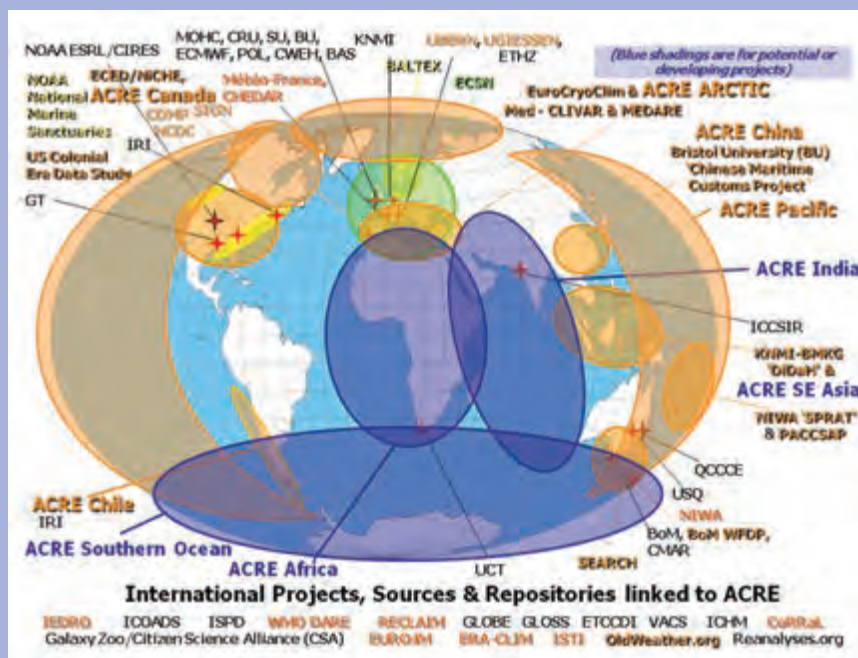 MOHC, CRU, SU, BU,
ECMWF, POL, CWEH, BAS
KNMI
UBERN, UGIESSEN,
ETHZ
NOAA ESRL/CIRES
(Blue shadings are for potential or
developing projects)
NOAA
National
Marine
Sanctuaries
ECED/NICHE,
ACRE Canada
Météo-France,
CHEDAR
BALTEX
ECSN
EuroCryoClim & ACRE ARCTIC
Med - CLIVAR & MEDARE
COMP
NCDC
SIGN
IRI
US Colonial
Era Data Study
GT
ACRE China
Bristol University (BU)
Chinese Maritime
Customs Project
ACRE Pacific
ACRE India
ICCSIR
KNMI-BMKG
'DiDaH' &
ACRE SE Asia
NIWA 'SPRAT'
& PACCSAP
QCCCE
USQ
NIWA
BoM, BoM WFDP,
CMAR
SEARCH
ACRE Chile
IRI
ACRE Southern Ocean
ACRE Africa
UCT
International Projects, Sources & Repositories linked to ACRE
IEDRO ICOADS ISPD WMO DARE RECLAIM GLOBE GLOSS ETCCDI VACS ICHM CoRRaL
Galaxy Zoo/Citizen Science Alliance (CSA) EURO4M ERA-CLIM ISTI OldWeather.org Reanalyses.org